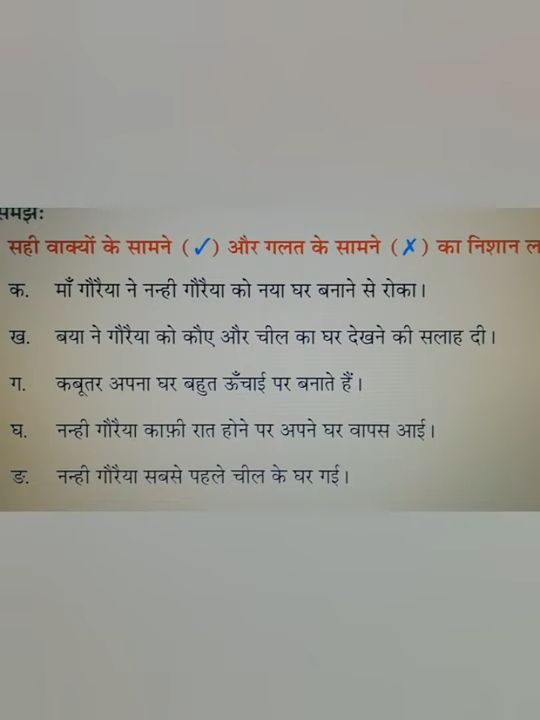 समझः
सही वाक्यों के सामने (✓) और गलत के सामने (✗) का निशान
क. माँ गौरैया ने नन्ही गौरैया को नया घर बनाने से रोका।
ख. बया ने गौरैया को कौए और चील का घर देखने की सलाह दी।
ग. कबूतर अपना घर बहुत ऊँचाई पर बनाते हैं।
घ. नन्ही गौरैया काफ़ी रात होने पर अपने घर वापस आई।
ङ. नन्ही गौरैया सबसे पहले चील के घर गई।